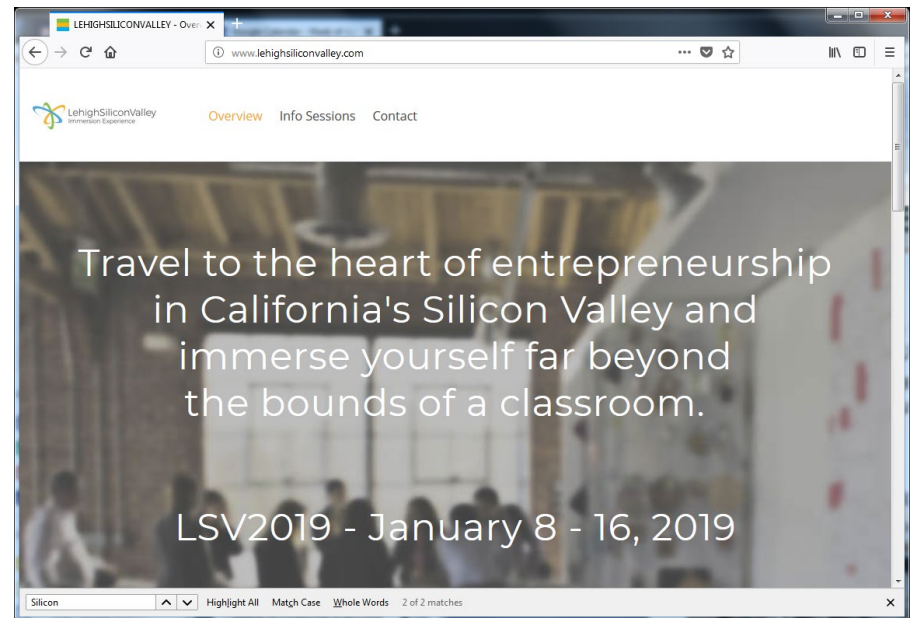 LEHIGHSILICONVALLEY - Over
www.lehighsiliconvalley.com
LehighSiliconValley
Immersion Experience
Overview Info Sessions Contact
Travel to the heart of entrepreneurship
in California's Silicon Valley and
immerse yourself far beyond
the bounds of a classroom.
LSV2019 - January 8 - 16, 2019
Silicon Highlight All Match Case Whole Words 2 of 2 matches